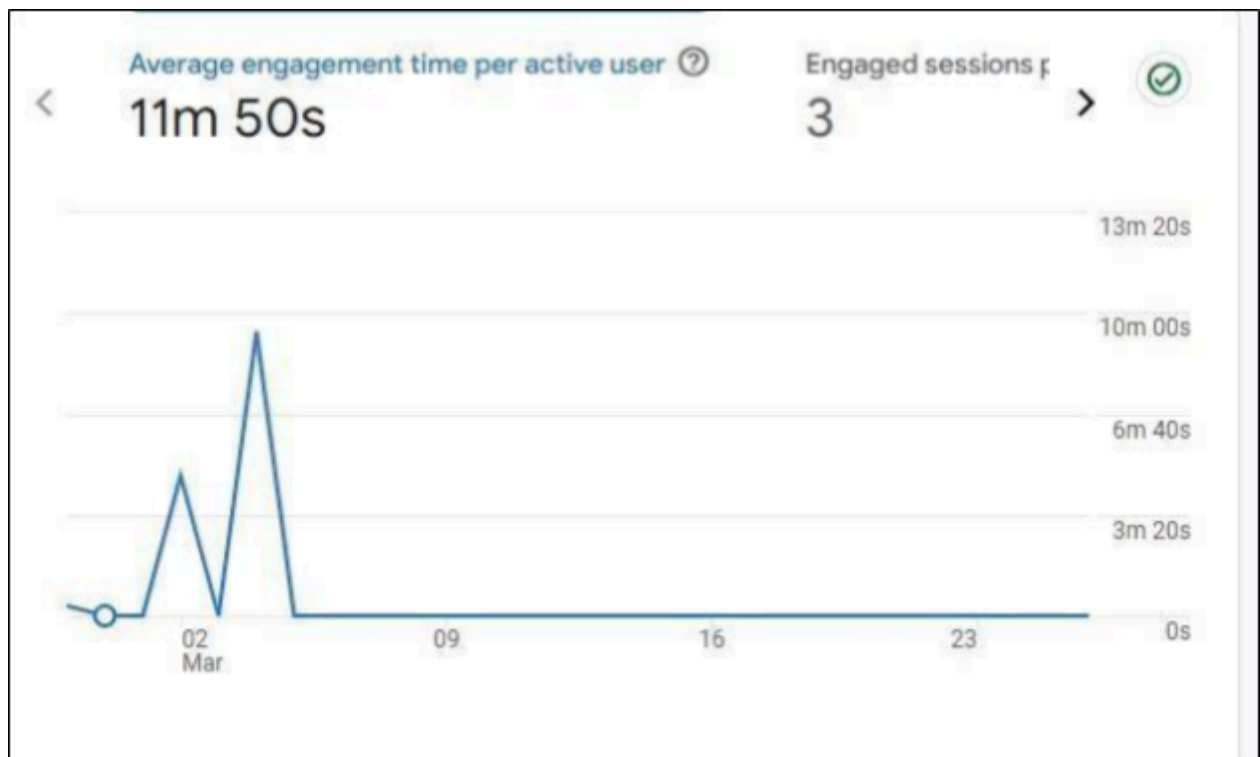 Average engagement time per active user
11m 50s
Engaged sessions p
3
13m 20s
10m 00s
6m 40s
3m 20s
0s
02
Mar
09
16
23